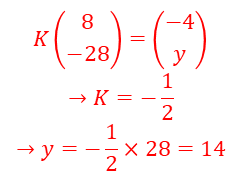 K(8 −28) = (−4 y)
→ K = −1/2
→ y = −1/2 × 28 = 14